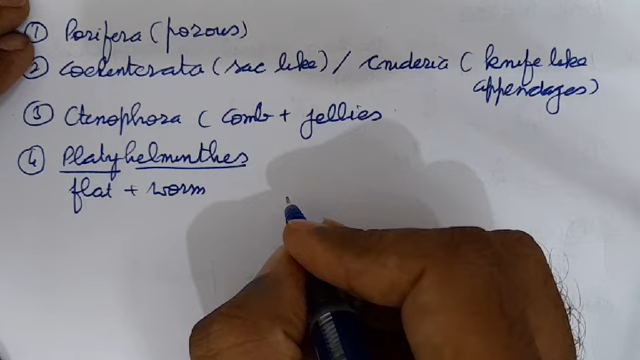 ① Porifera (porous)
② Coelenterata (sac like) / cnideria ( knife like
appendages)
③ Ctenophora ( comb + jellies
④ Platyhelminthes
flat + worm